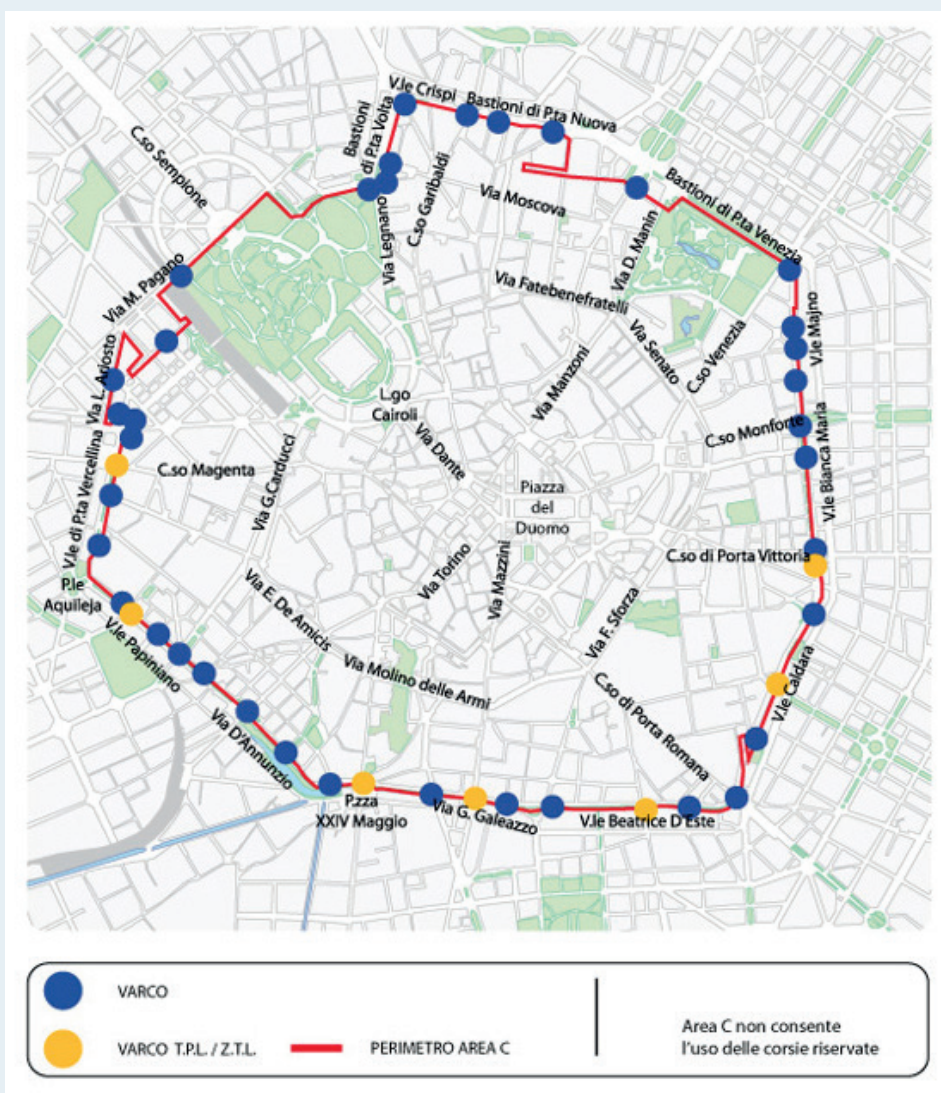 V.le Crispi
Bastioni di P.ta Nuova
Bastioni
di P.ta Volta
C.so Sempione
C.so Garibaldi
Via Legnano
Via Moscova
Bastioni di P.ta Venezia
Via D. Manin
Via M. Pagano
Via Fatebenefratelli
Via Senato
C.so Venezia
V.le Majno
Via L. Ariosto
Via Manzoni
L.go
Cairoli
Via Dante
C.so Monforte
V.le Bianca Maria
V.le di P.ta Vercellina
C.so Magenta
Via G.Carducci
Piazza
del
Duomo
C.so di Porta Vittoria
Via Torino
Via Mazzini
P.le
Aquileja
Via E. De Amicis
Via F. Sforza
V.le Papiniano
Via Molino delle Armi
C.so di Porta Romana
V.le Caldara
Via D'Annunzio
P.zza
XXIV Maggio
Via G. Galeazzo
V.le Beatrice D'Este
VARCO
VARCO T.P.L. / Z.T.L.
PERIMETRO AREA C
Area C non consente
l'uso delle corsie riservate